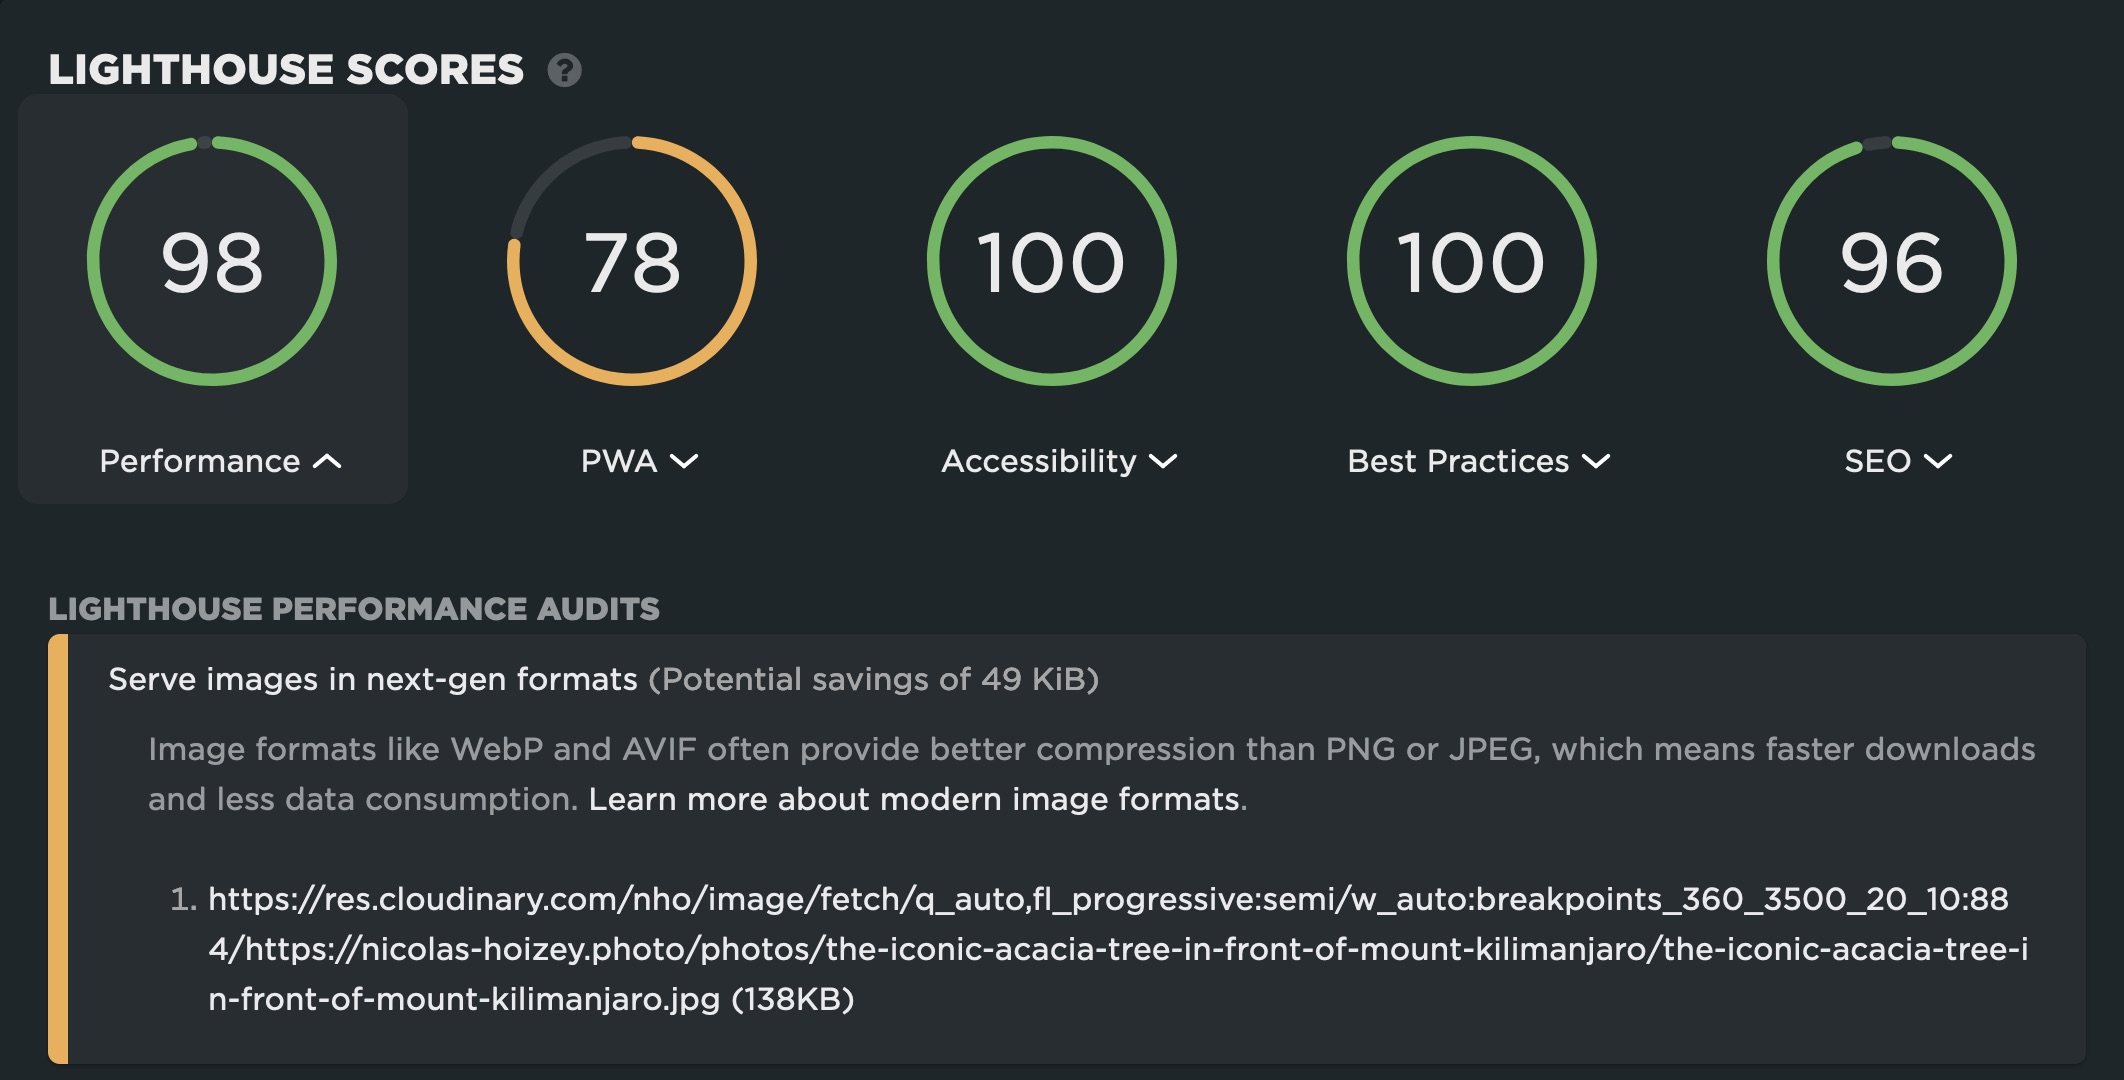 LIGHTHOUSE SCORES ?
98 78 100 100 96
Performance PWA Accessibility Best Practices SEO
LIGHTHOUSE PERFORMANCE AUDITS
Serve images in next-gen formats (Potential savings of 49 KiB)
Image formats like WebP and AVIF often provide better compression than PNG or JPEG, which means faster downloads
and less data consumption. Learn more about modern image formats.
1. https://res.cloudinary.com/nho/image/fetch/q_auto,fl_progressive:semi/w_auto:breakpoints_360_3500_20_10:88
4/https://nicolas-hoizey.photo/photos/the-iconic-acacia-tree-in-front-of-mount-kilimanjaro/the-iconic-acacia-tree-i
n-front-of-mount-kilimanjaro.jpg (138KB)